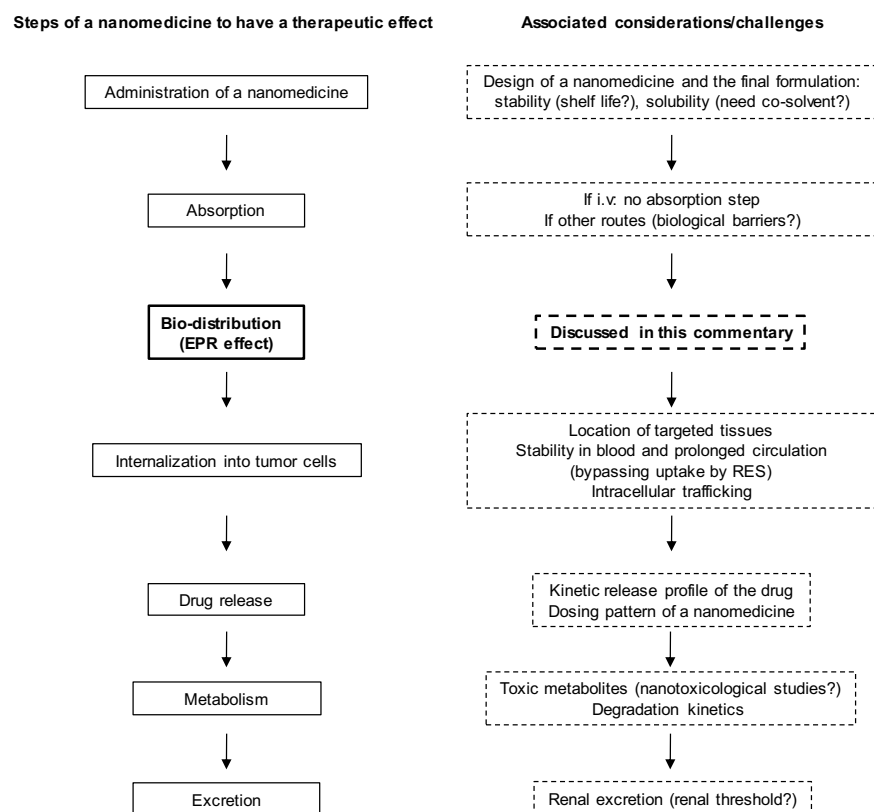 Steps of a nanomedicine to have a therapeutic effect
Associated considerations/challenges
Administration of a nanomedicine
Design of a nanomedicine and the final formulation:
stability (shelf life?), solubility (need co-solvent?)
Absorption
If i.v: no absorption step
If other routes (biological barriers?)
Bio-distribution
(EPR effect)
Discussed in this commentary
Internalization into tumor cells
Location of targeted tissues
Stability in blood and prolonged circulation
(bypassing uptake by RES)
Intracellular trafficking
Drug release
Kinetic release profile of the drug
Dosing pattern of a nanomedicine
Metabolism
Toxic metabolites (nanotoxicological studies?)
Degradation kinetics
Excretion
Renal excretion (renal threshold?)